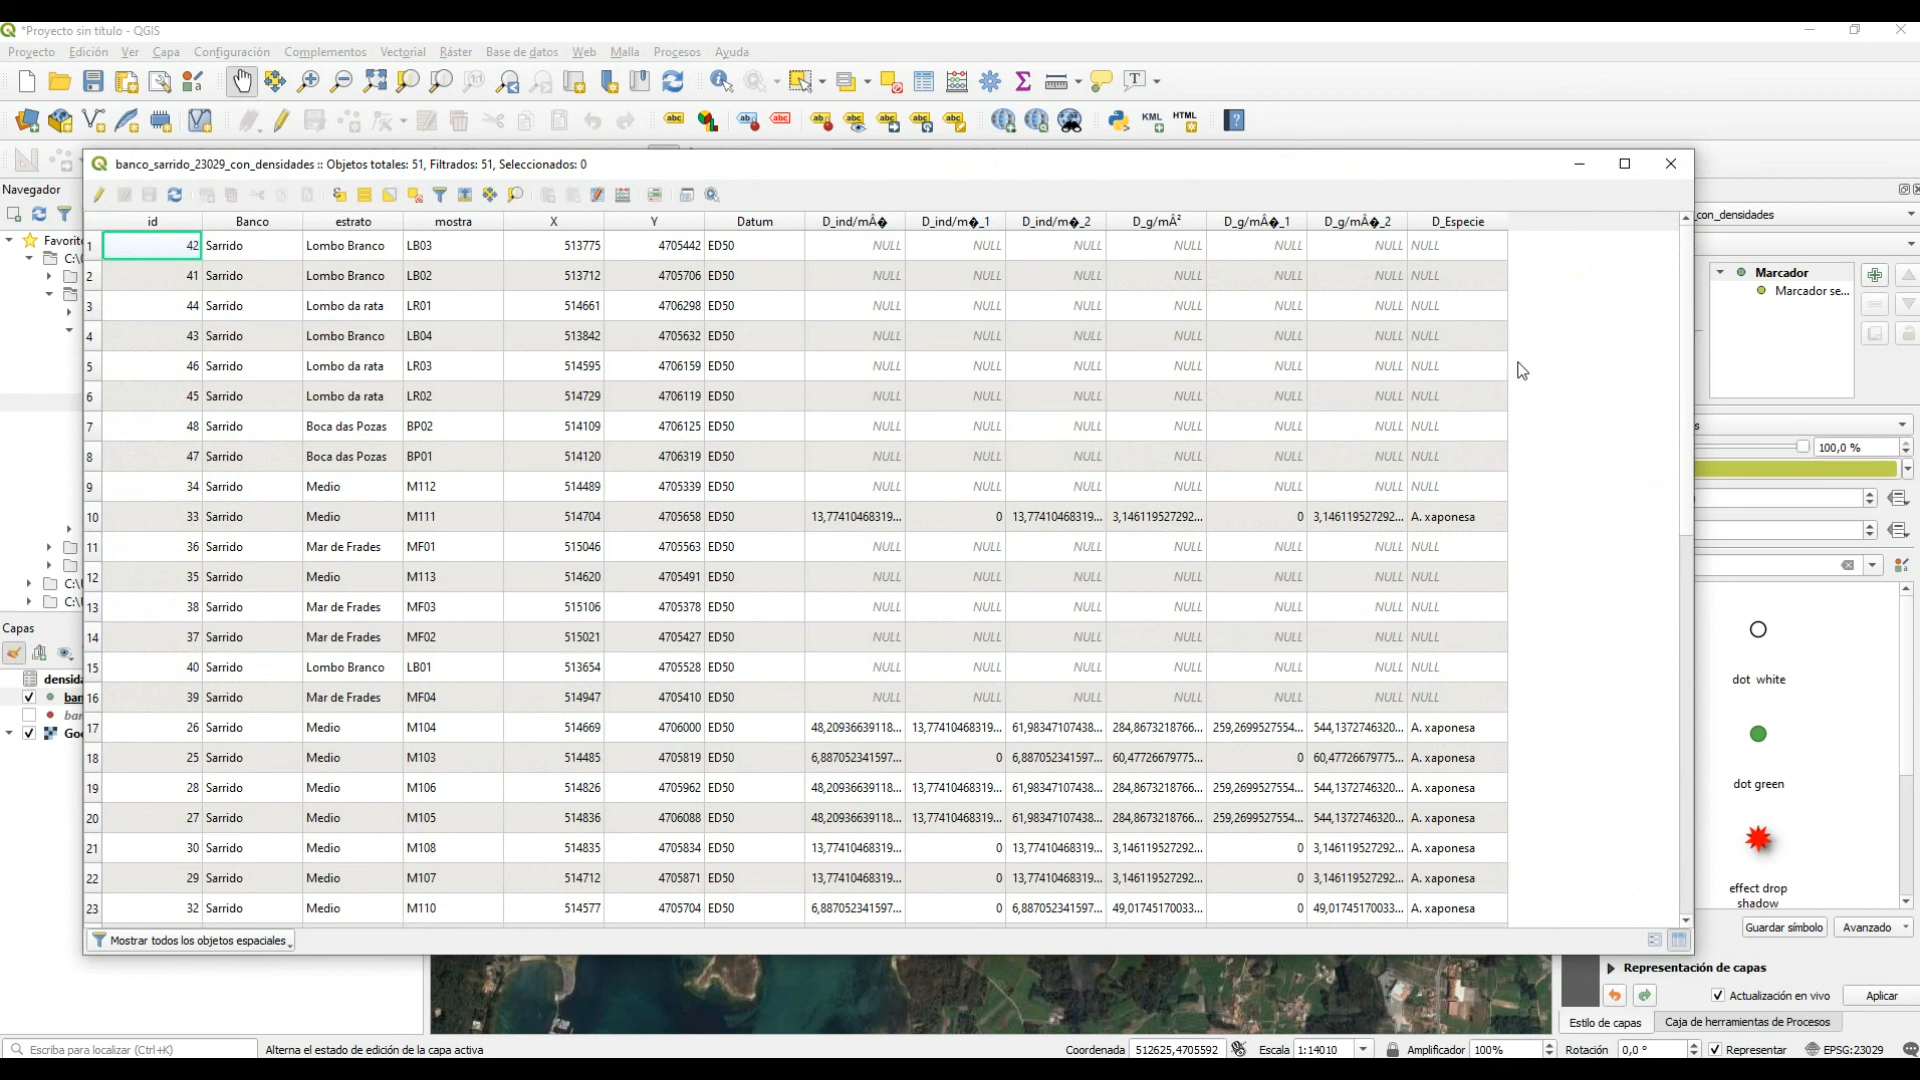 *Proyecto sin título - QGIS
Proyecto Edición Ver Capa Configuración Complementos Vectorial Ráster Base de datos Web Malla Procesos Ayuda
banco_sarrido_23029_con_densidades :: Objetos totales: 51, Filtrados: 51, Seleccionados: 0
Navegador
con_densidades
id Banco estrato mostra X Y Datum D_ind/mÂ� D_ind/m�_1 D_ind/m�_2 D_g/mÂ² D_g/mÂ�_1 D_g/mÂ�_2 D_Especie
1 42 Sarrido Lombo Branco LB03 513775 4705442 ED50 NULL NULL NULL NULL NULL NULL NULL
2 41 Sarrido Lombo Branco LB02 513712 4705706 ED50 NULL NULL NULL NULL NULL NULL NULL
3 44 Sarrido Lombo da rata LR01 514661 4706298 ED50 NULL NULL NULL NULL NULL NULL NULL
4 43 Sarrido Lombo Branco LB04 513842 4705632 ED50 NULL NULL NULL NULL NULL NULL NULL
5 46 Sarrido Lombo da rata LR03 514595 4706159 ED50 NULL NULL NULL NULL NULL NULL NULL
6 45 Sarrido Lombo da rata LR02 514729 4706119 ED50 NULL NULL NULL NULL NULL NULL NULL
7 48 Sarrido Boca das Pozas BP02 514109 4706125 ED50 NULL NULL NULL NULL NULL NULL NULL
8 47 Sarrido Boca das Pozas BP01 514120 4706319 ED50 NULL NULL NULL NULL NULL NULL NULL
9 34 Sarrido Medio M112 514489 4705339 ED50 NULL NULL NULL NULL NULL NULL NULL
10 33 Sarrido Medio M111 514704 4705658 ED50 13,77410468319... 0 13,77410468319... 3,146119527292... 0 3,146119527292... A. xaponesa
11 36 Sarrido Mar de Frades MF01 515046 4705563 ED50 NULL NULL NULL NULL NULL NULL NULL
12 35 Sarrido Medio M113 514620 4705491 ED50 NULL NULL NULL NULL NULL NULL NULL
13 38 Sarrido Mar de Frades MF03 515106 4705378 ED50 NULL NULL NULL NULL NULL NULL NULL
14 37 Sarrido Mar de Frades MF02 515021 4705427 ED50 NULL NULL NULL NULL NULL NULL NULL
15 40 Sarrido Lombo Branco LB01 513654 4705528 ED50 NULL NULL NULL NULL NULL NULL NULL
16 39 Sarrido Mar de Frades MF04 514947 4705410 ED50 NULL NULL NULL NULL NULL NULL NULL
17 26 Sarrido Medio M104 514669 4706000 ED50 48,20936639118... 13,77410468319... 61,98347107438... 284,8673218766... 259,2699527554... 544,1372746320... A. xaponesa
18 25 Sarrido Medio M103 514485 4705819 ED50 6,887052341597... 0 6,887052341597... 60,47726679775... 0 60,47726679775... A. xaponesa
19 28 Sarrido Medio M106 514826 4705962 ED50 48,20936639118... 13,77410468319... 61,98347107438... 284,8673218766... 259,2699527554... 544,1372746320... A. xaponesa
20 27 Sarrido Medio M105 514836 4706088 ED50 48,20936639118... 13,77410468319... 61,98347107438... 284,8673218766... 259,2699527554... 544,1372746320... A. xaponesa
21 30 Sarrido Medio M108 514835 4705834 ED50 13,77410468319... 0 13,77410468319... 3,146119527292... 0 3,146119527292... A. xaponesa
22 29 Sarrido Medio M107 514712 4705871 ED50 13,77410468319... 0 13,77410468319... 3,146119527292... 0 3,146119527292... A. xaponesa
23 32 Sarrido Medio M110 514577 4705704 ED50 6,887052341597... 0 6,887052341597... 49,01745170033... 0 49,01745170033... A. xaponesa
Mostrar todos los objetos espaciales
Favorit
C:\
C:\
C:\
Capas
densida
ban
bar
Goo
Marcador
Marcador se...
100,0 %
dot white
dot green
effect drop
shadow
Guardar símbolo Avanzado
Representación de capas
Actualización en vivo Aplicar
Estilo de capas Caja de herramientas de Procesos
Escriba para localizar (Ctrl+K) Alterna el estado de edición de la capa activa Coordenada 512625,4705592 Escala 1:14010 Amplificador 100% Rotación 0,0 ° Representar EPSG:23029